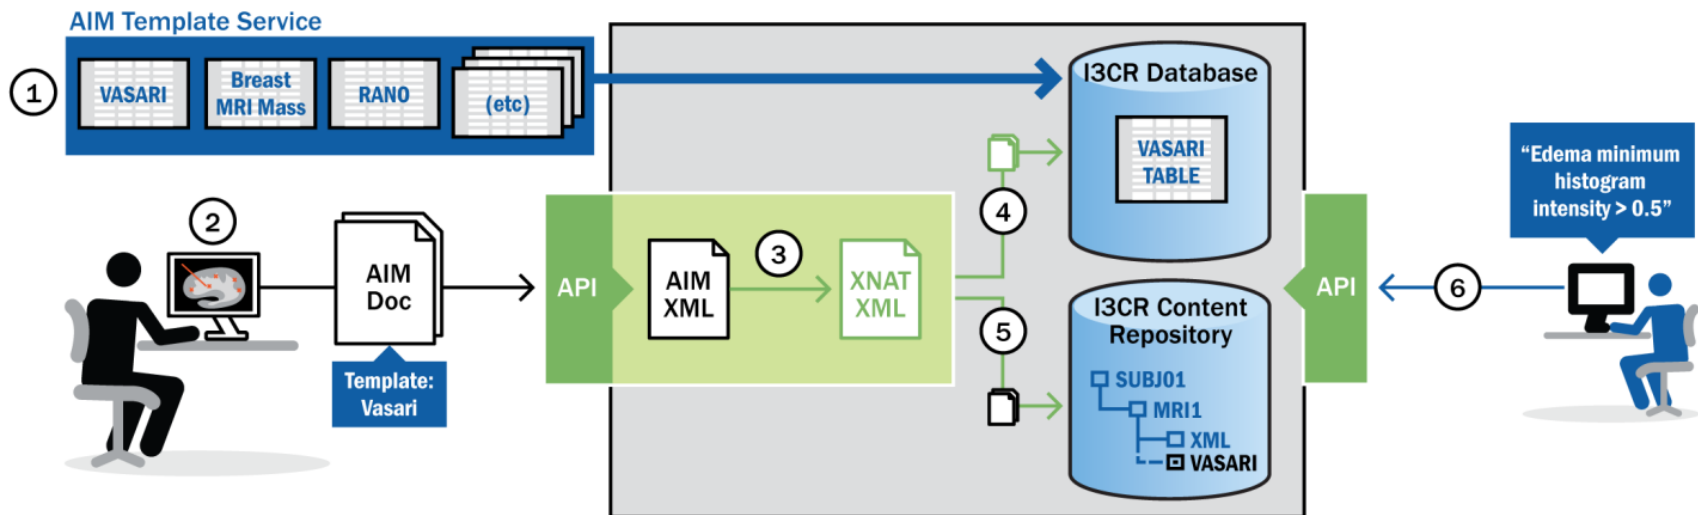 AIM Template Service
1
VASARI
Breast
MRI Mass
RANO
(etc)
I3CR Database
VASARI
TABLE
2
AIM
Doc
Template:
Vasari
API
AIM
XML
3
XNAT
XML
4
5
I3CR Content
Repository
SUBJ01
MRI1
XML
VASARI
API
6
“Edema minimum
histogram
intensity > 0.5”